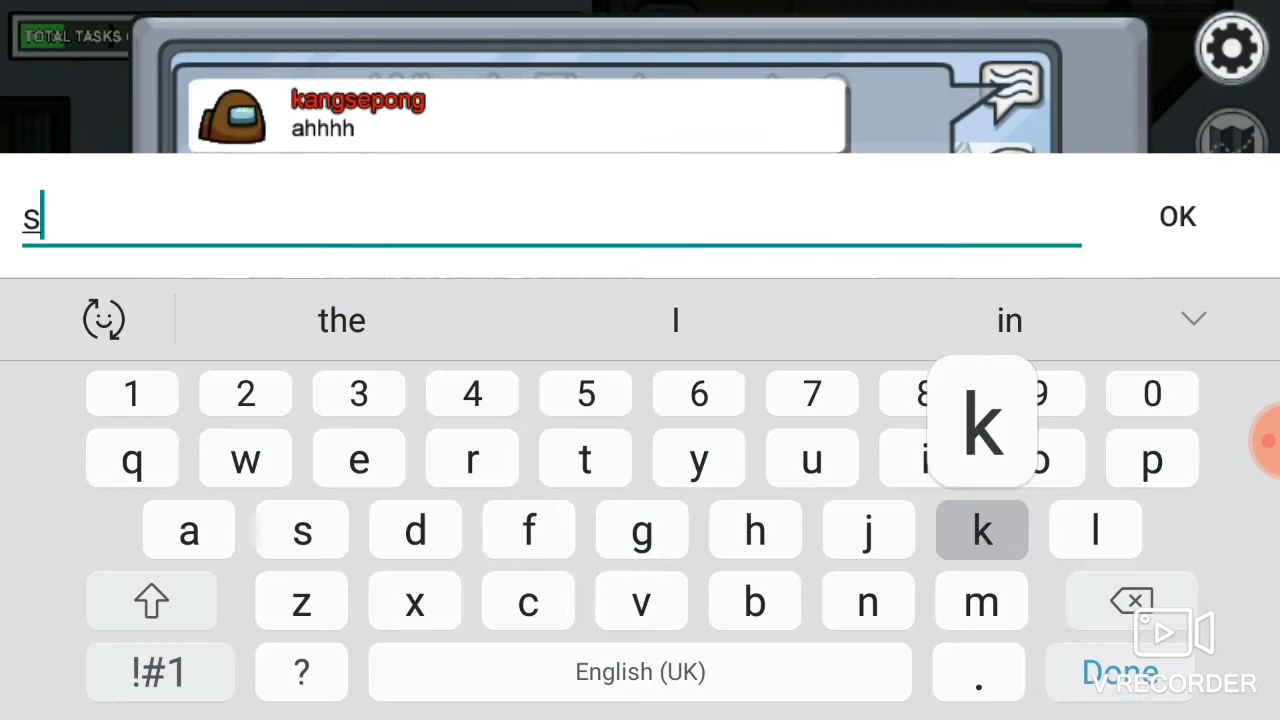 TOTAL TASKS
kangsepong
ahhhh
s
OK
the I in
1 2 3 4 5 6 7 8 9 0
k
q w e r t y u i o p
a s d f g h j k l
z x c v b n m
!#1 ? English (UK) . Done
V RECORDER